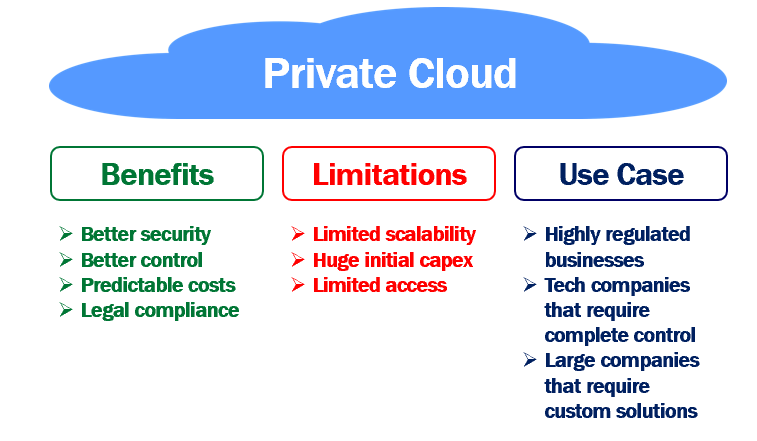 Private Cloud
Benefits
Better security
Better control
Predictable costs
Legal compliance
Limitations
Limited scalability
Huge initial capex
Limited access
Use Case
Highly regulated
businesses
Tech companies
that require
complete control
Large companies
that require
custom solutions